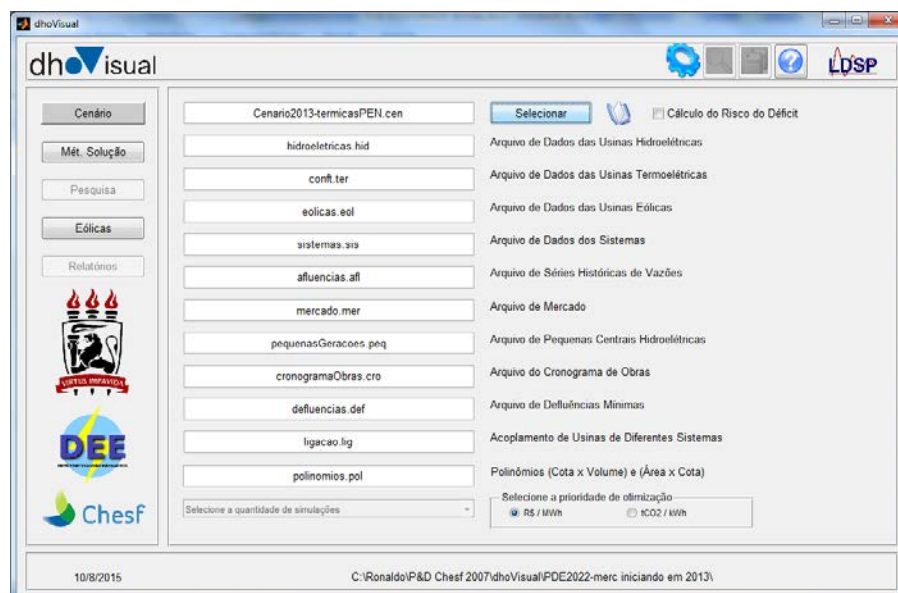 dhoVisual
dhoVisual
LDSP
Cenário
Cenario2013-termicasPEN.cen
Selecionar
Cálculo do Risco do Déficit
Mét. Solução
hidroeletricas.hid
Arquivo de Dados das Usinas Hidroelétricas
Pesquisa
conft.ter
Arquivo de Dados das Usinas Termoelétricas
Eólicas
eolicas.eol
Arquivo de Dados das Usinas Eólicas
Relatórios
sistemas.sis
Arquivo de Dados dos Sistemas
afluencias.afl
Arquivo de Séries Históricas de Vazões
mercado.mer
Arquivo de Mercado
pequenasGeracoes.peq
Arquivo de Pequenas Centrais Hidroelétricas
cronogramaObras.cro
Arquivo do Cronograma de Obras
VIRTUS IMPAVIDA
defluencias.def
Arquivo de Defluências Mínimas
ligacao.lig
Acoplamento de Usinas de Diferentes Sistemas
DEE
polinomios.pol
Polinômios (Cota x Volume) e (Área x Cota)
Chesf
Selecione a quantidade de simulações
Selecione a prioridade de otimização
R$ / MWh
tCO2 / kWh
10/8/2015
C:\Ronaldo\P&D Chesf 2007\dhoVisual\PDE2022-merc iniciando em 2013\